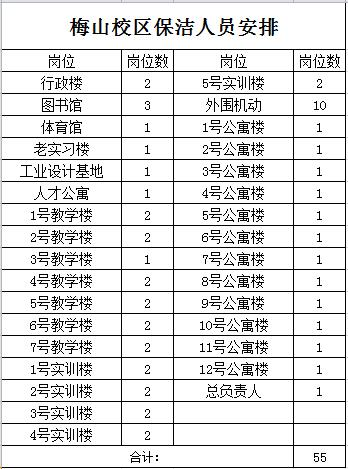 梅山校区保洁人员安排
岗位 岗位数 岗位 岗位数
行政楼 2 5号实训楼 2
图书馆 3 外围机动 10
体育馆 1 1号公寓楼 1
老实习楼 1 2号公寓楼 1
工业设计基地 1 3号公寓楼 1
人才公寓 1 4号公寓楼 1
1号教学楼 2 5号公寓楼 1
2号教学楼 2 6号公寓楼 1
3号教学楼 1 7号公寓楼 1
4号教学楼 2 8号公寓楼 1
5号教学楼 2 9号公寓楼 1
6号教学楼 2 10号公寓楼 1
7号教学楼 2 11号公寓楼 1
1号实训楼 2 12号公寓楼 1
2号实训楼 2 总负责人 1
3号实训楼 2
4号实训楼 2
合计： 55